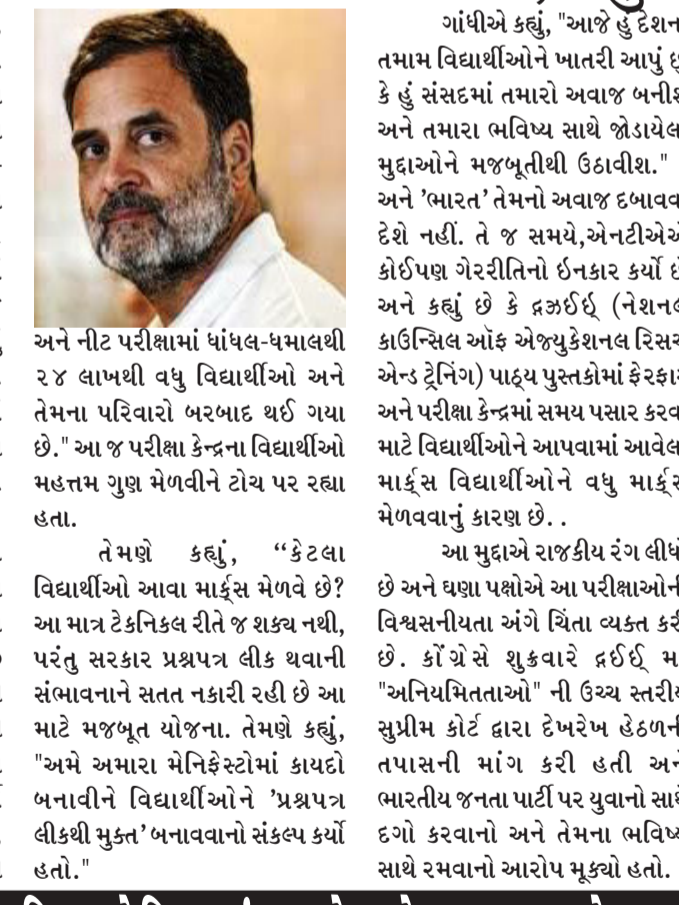 અને નીટ પરીક્ષામાં ધાંધલ-ધમાલથી
૨૪ લાખથી વધુ વિદ્યાર્થીઓ અને
તેમના પરિવારો બરબાદ થઈ ગયા
છે." આ જ પરીક્ષા કેન્દ્રના વિદ્યાર્થીઓ
મહત્તમ ગુણ મેળવીને ટોચ પર રહ્યા
હતા.
તેમણે કહ્યું, “કેટલા
વિદ્યાર્થીઓ આવા માર્ક્સ મેળવે છે?
આ માત્ર ટેકનિકલ રીતે જ શક્ય નથી,
પરંતુ સરકાર પ્રશ્નપત્ર લીક થવાની
સંભાવનાને સતત નકારી રહી છે આ
માટે મજબૂત યોજના. તેમણે કહ્યું,
"અમે અમારા મેનિફેસ્ટોમાં કાયદો
બનાવીને વિદ્યાર્થીઓને ’પ્રશ્નપત્ર
લીકથી મુક્ત’ બનાવવાનો સંકલ્પ કર્યો
હતો."
ગાંધીએ કહ્યું, "આજે હું દેશન
તમામ વિદ્યાર્થીઓને ખાતરી આપું છુ
કે હું સંસદમાં તમારો અવાજ બનીશ
અને તમારા ભવિષ્ય સાથે જોડાયેલ
મુદ્દાઓને મજબૂતીથી ઉઠાવીશ."
અને ’ભારત’ તેમનો અવાજ દબાવવ
દેશે નહીં. તે જ સમયે,એનટીએએ
કોઈપણ ગેરરીતિનો ઇનકાર કર્યો છે
અને કહ્યું છે કે દ્રઝઈઈ્ (નેશનલ
કાઉન્સિલ ઑફ એજ્યુકેશનલ રિસર
એન્ડ ટ્રેનિંગ) પાઠ્ય પુસ્તકોમાં ફેરફાર
અને પરીક્ષા કેન્દ્રમાં સમય પસાર કરવ
માટે વિદ્યાર્થીઓને આપવામાં આવેલ
માર્ક્સ વિદ્યાર્થીઓને વધુ માર્ક્સ
મેળવવાનું કારણ છે. .
આ મુદ્દાએ રાજકીય રંગ લીધો
છે અને ઘણા પક્ષોએ આ પરીક્ષાઓની
વિશ્વસનીયતા અંગે ચિંતા વ્યક્ત કરી
છે. કોંગ્રેસે શુક્રવારે દ્રઈઈ્ મ
"અનિયમિતતાઓ" ની ઉચ્ચ સ્તરીય
સુપ્રીમ કોર્ટ દ્વારા દેખરેખ હેઠળની
તપાસની માંગ કરી હતી અને
ભારતીય જનતા પાર્ટી પર યુવાનો સાથે
દગો કરવાનો અને તેમના ભવિષ્ય
સાથે રમવાનો આરોપ મૂક્યો હતો.